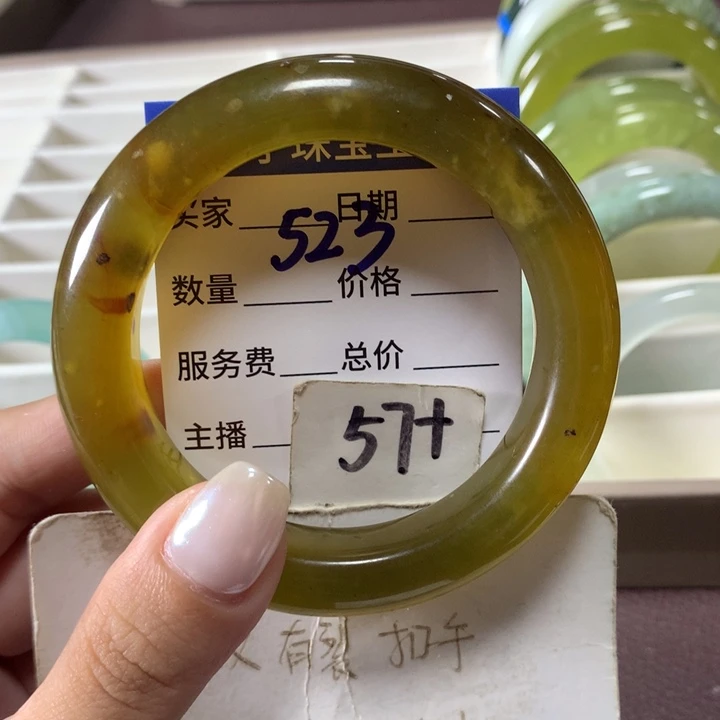 珠宝
买家 日期
523
数量 价格
服务费 总价
主播
57+
有裂 扣手